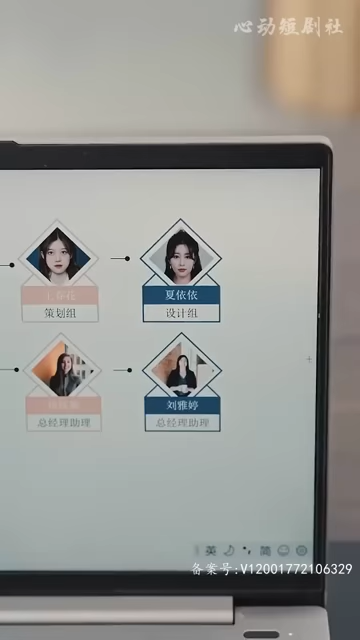 心动短剧社
夏依依
策划组
设计组
刘雅婷
总经理助理
总经理助理
英
简
备案号:V12001772106329